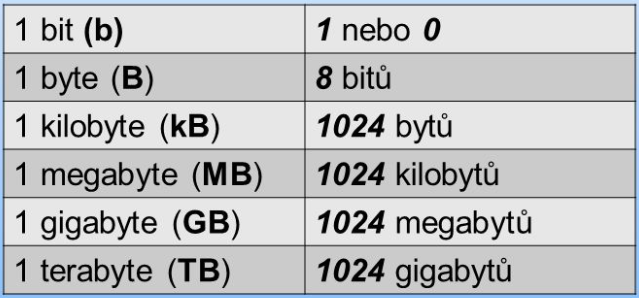 1 bit (b) 1 nebo 0
1 byte (B) 8 bitů
1 kilobyte (kB) 1024 bytů
1 megabyte (MB) 1024 kilobytů
1 gigabyte (GB) 1024 megabytů
1 terabyte (TB) 1024 gigabytů